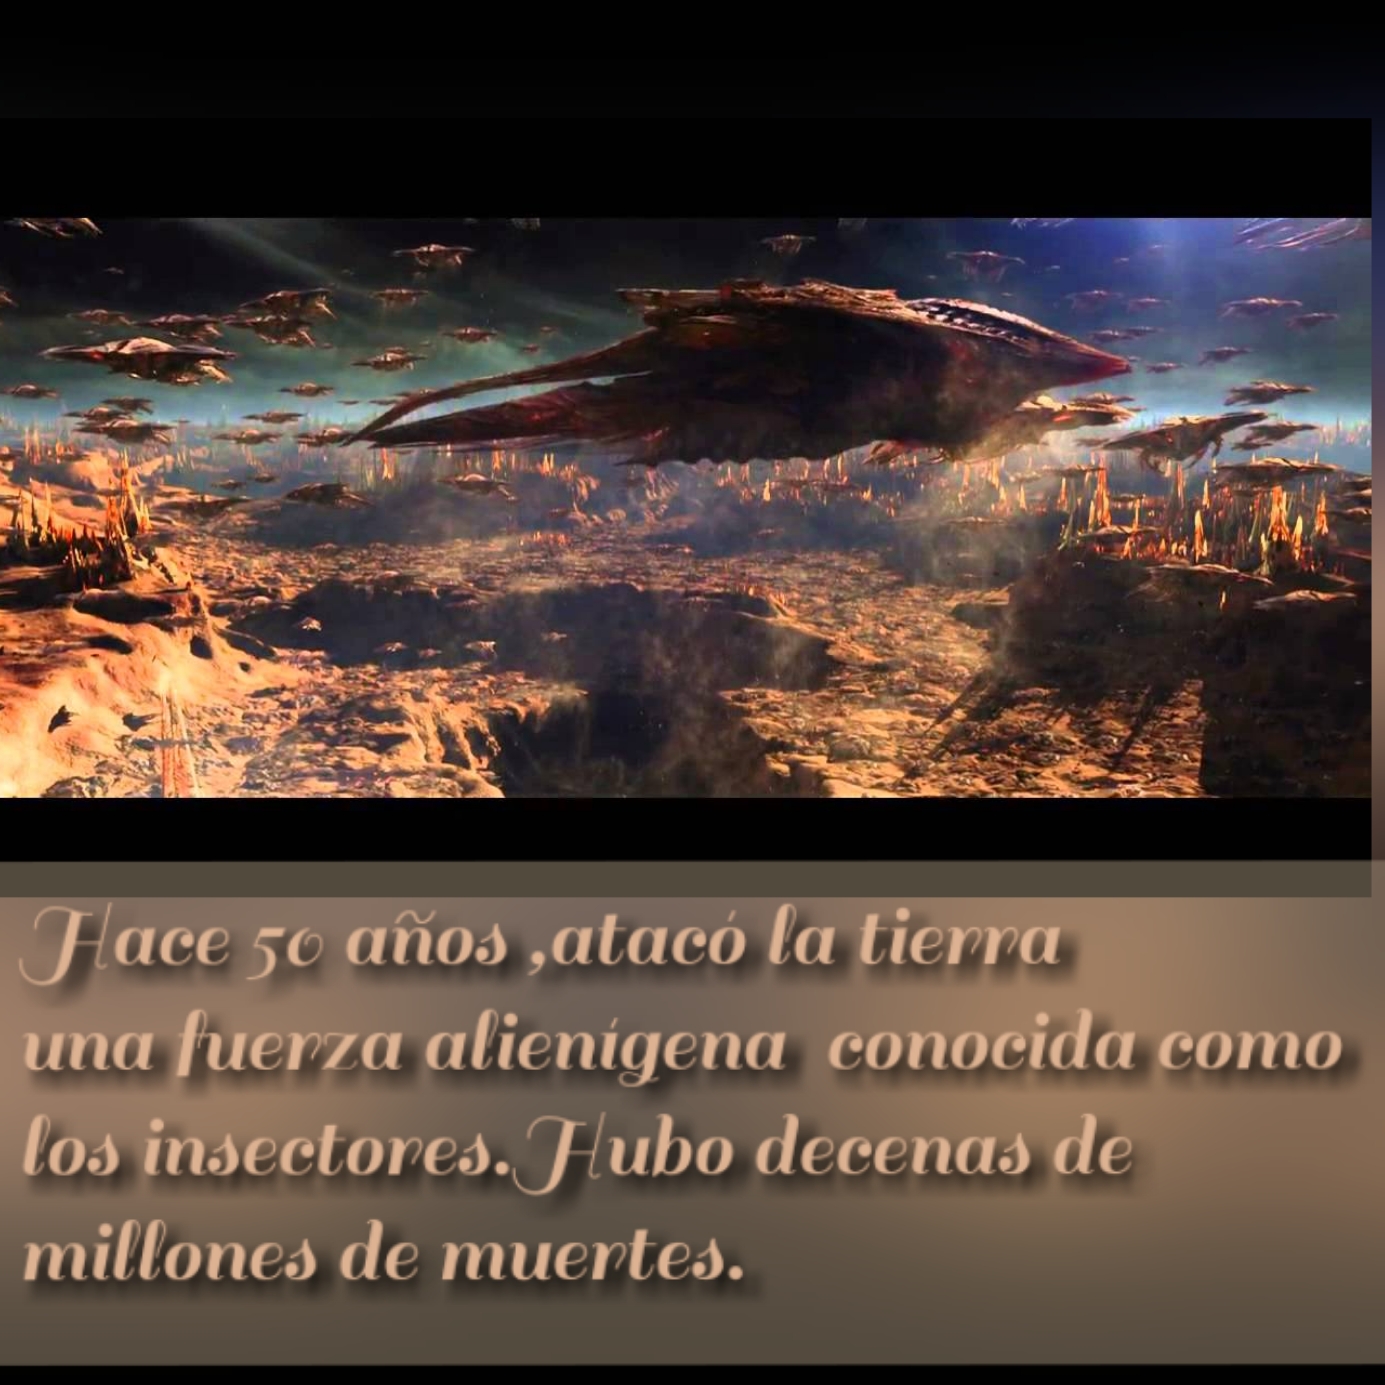 Hace 50 años ,atacó la tierra
una fuerza alienígena conocida como
los insectores.Hubo decenas de
millones de muertes.